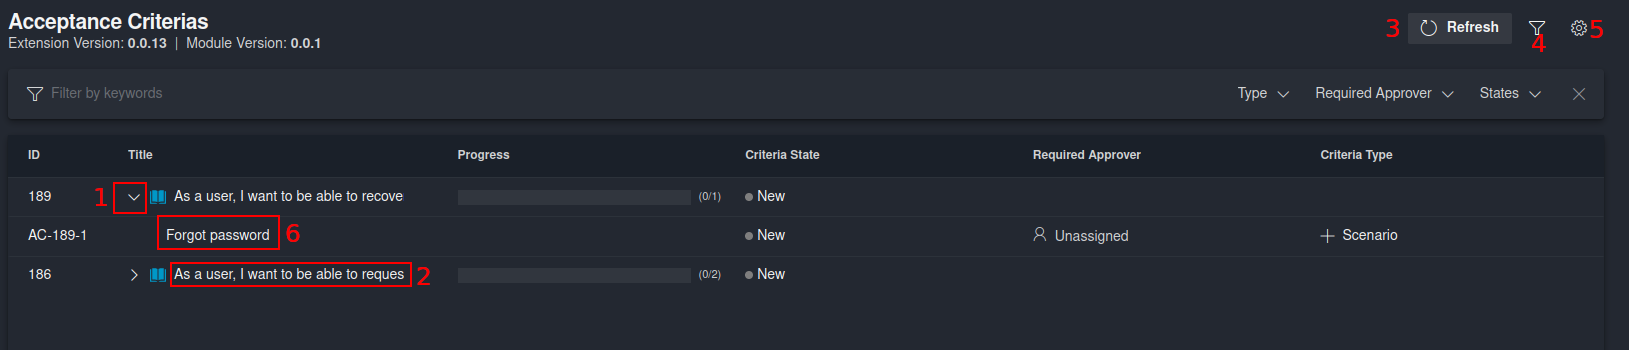 Acceptance Criterias
Extension Version: 0.0.13 | Module Version: 0.0.1
3 Refresh 4 5
Filter by keywords Type Required Approver States
ID Title Progress Criteria State Required Approver Criteria Type
189 1 As a user, I want to be able to recove (0/1) New
AC-189-1 Forgot password 6 New Unassigned Scenario
186 As a user, I want to be able to reques 2 (0/2) New